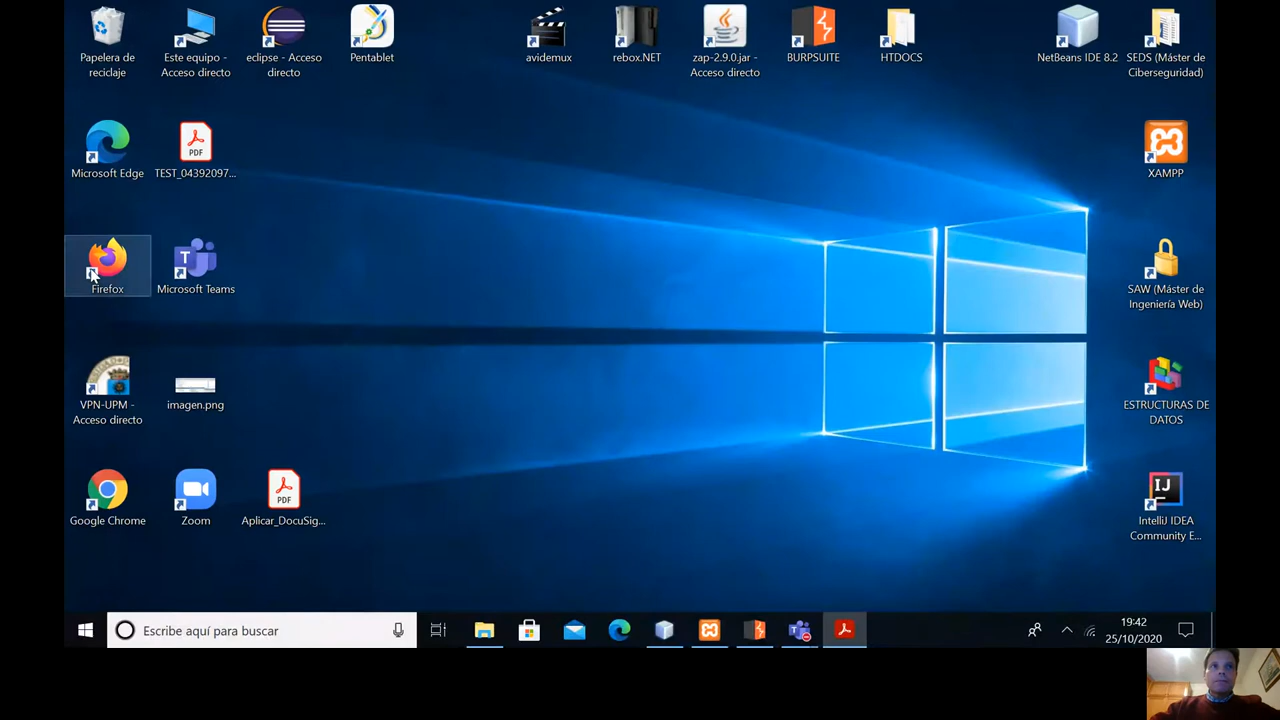 Papelera de
reciclaje
Este equipo -
Acceso directo
eclipse - Acceso
directo
Pentablet
avidemux
rebox.NET
zap-2.9.0.jar -
Acceso directo
BURPSUITE
HTDOCS
NetBeans IDE 8.2
SEDS (Máster de
Ciberseguridad)
Microsoft Edge
PDF
TEST_04392097...
XAMPP
Firefox
T
Microsoft Teams
SAW (Máster de
Ingeniería Web)
VPN-UPM -
Acceso directo
imagen.png
ESTRUCTURAS DE
DATOS
Google Chrome
Zoom
PDF
Aplicar_DocuSig...
IJ
IntelliJ IDEA
Community E...
Escribe aquí para buscar
19:42
25/10/2020